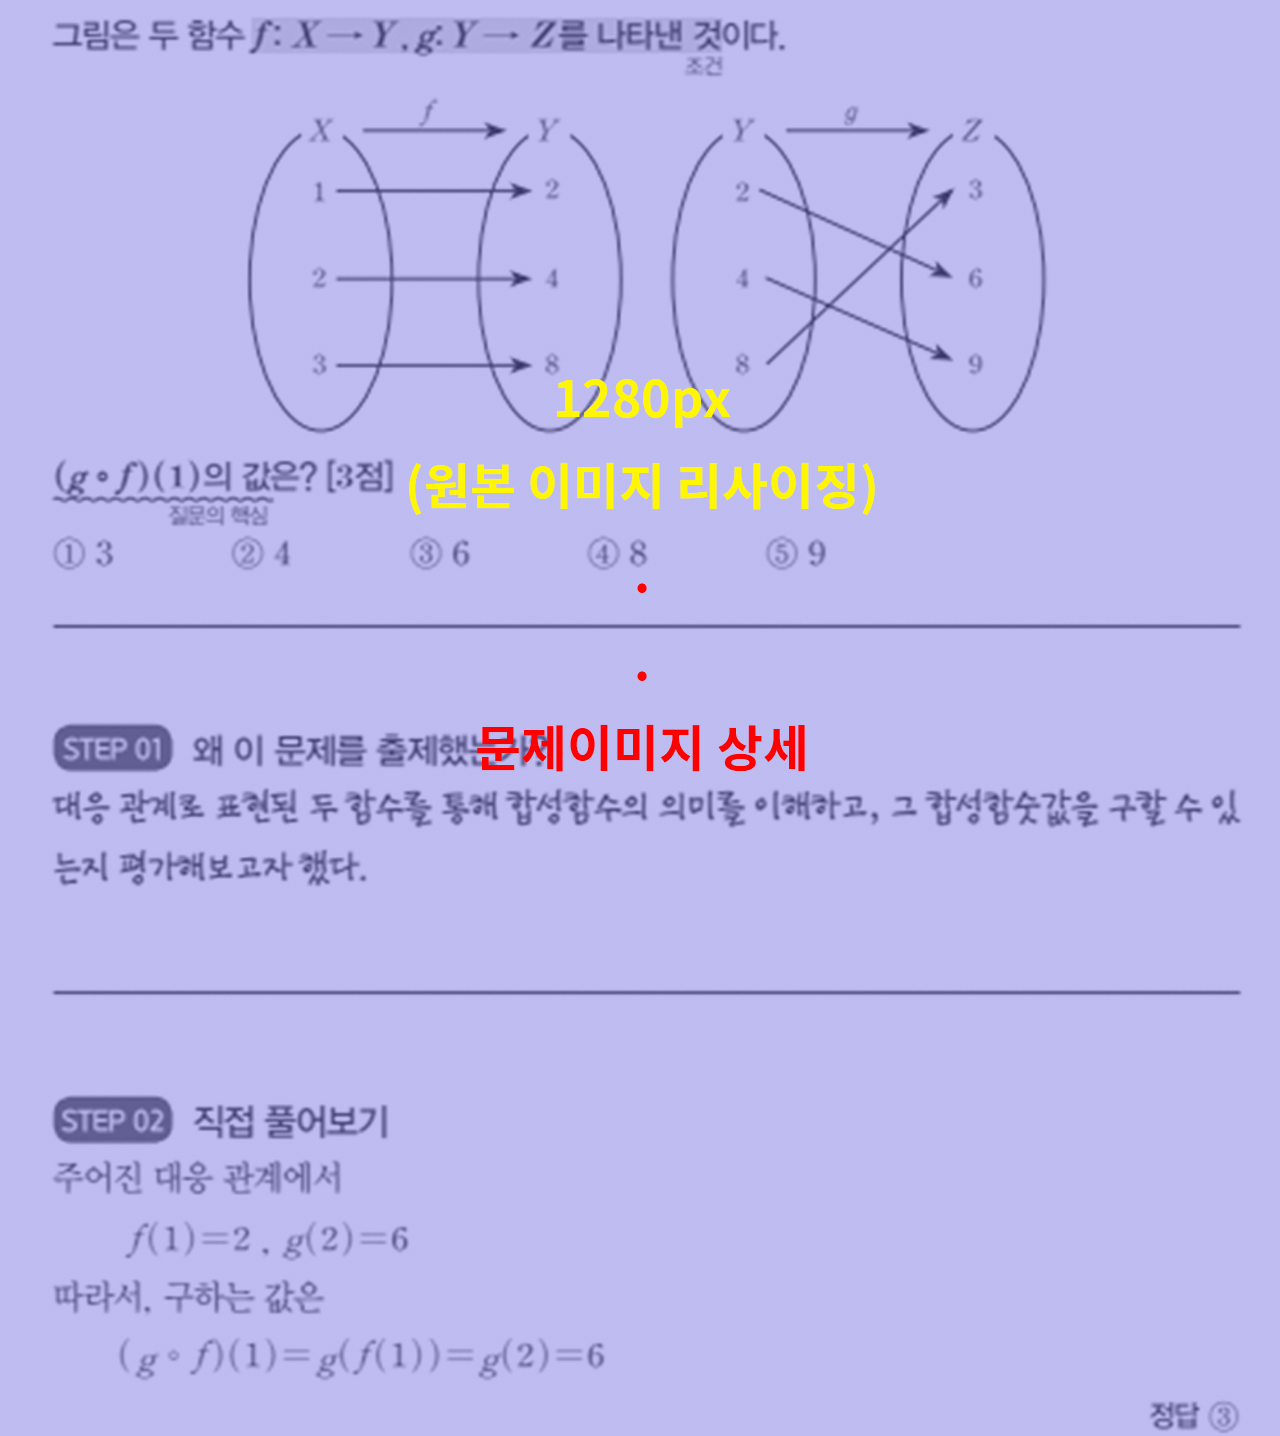 그림은 두 함수 f: X → Y, g: Y → Z를 나타낸 것이다.
조건
X f Y Y g Z
1 2 2 3
2 4 4 6
3 8 8 9
1280px
(g∘f)(1)의 값은? [3점]
(원본 이미지 리사이징)
질문의 핵심
① 3 ② 4 ③ 6 ④ 8 ⑤ 9
STEP 01 왜 이 문제를 출제했는가?
문제이미지 상세
대응 관계로 표현된 두 함수를 통해 합성함수의 의미를 이해하고, 그 합성함숫값을 구할 수 있
는지 평가해보고자 했다.
STEP 02 직접 풀어보기
주어진 대응 관계에서
f(1)=2 , g(2)=6
따라서, 구하는 값은
(g∘f)(1)=g(f(1))=g(2)=6
정답 ③